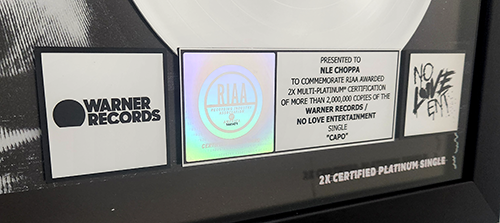 WARNER
RECORDS
RIAA
PRESENTED TO
NLE CHOPPA
TO COMMEMORATE RIAA AWARDED
2X MULTI-PLATINUM® CERTIFICATION
OF MORE THAN 2,000,000 COPIES OF THE
WARNER RECORDS /
NO LOVE ENTERTAINMENT
SINGLE
"CAPO"
NO
LOVE
ENT
2X CERTIFIED PLATINUM SINGLE